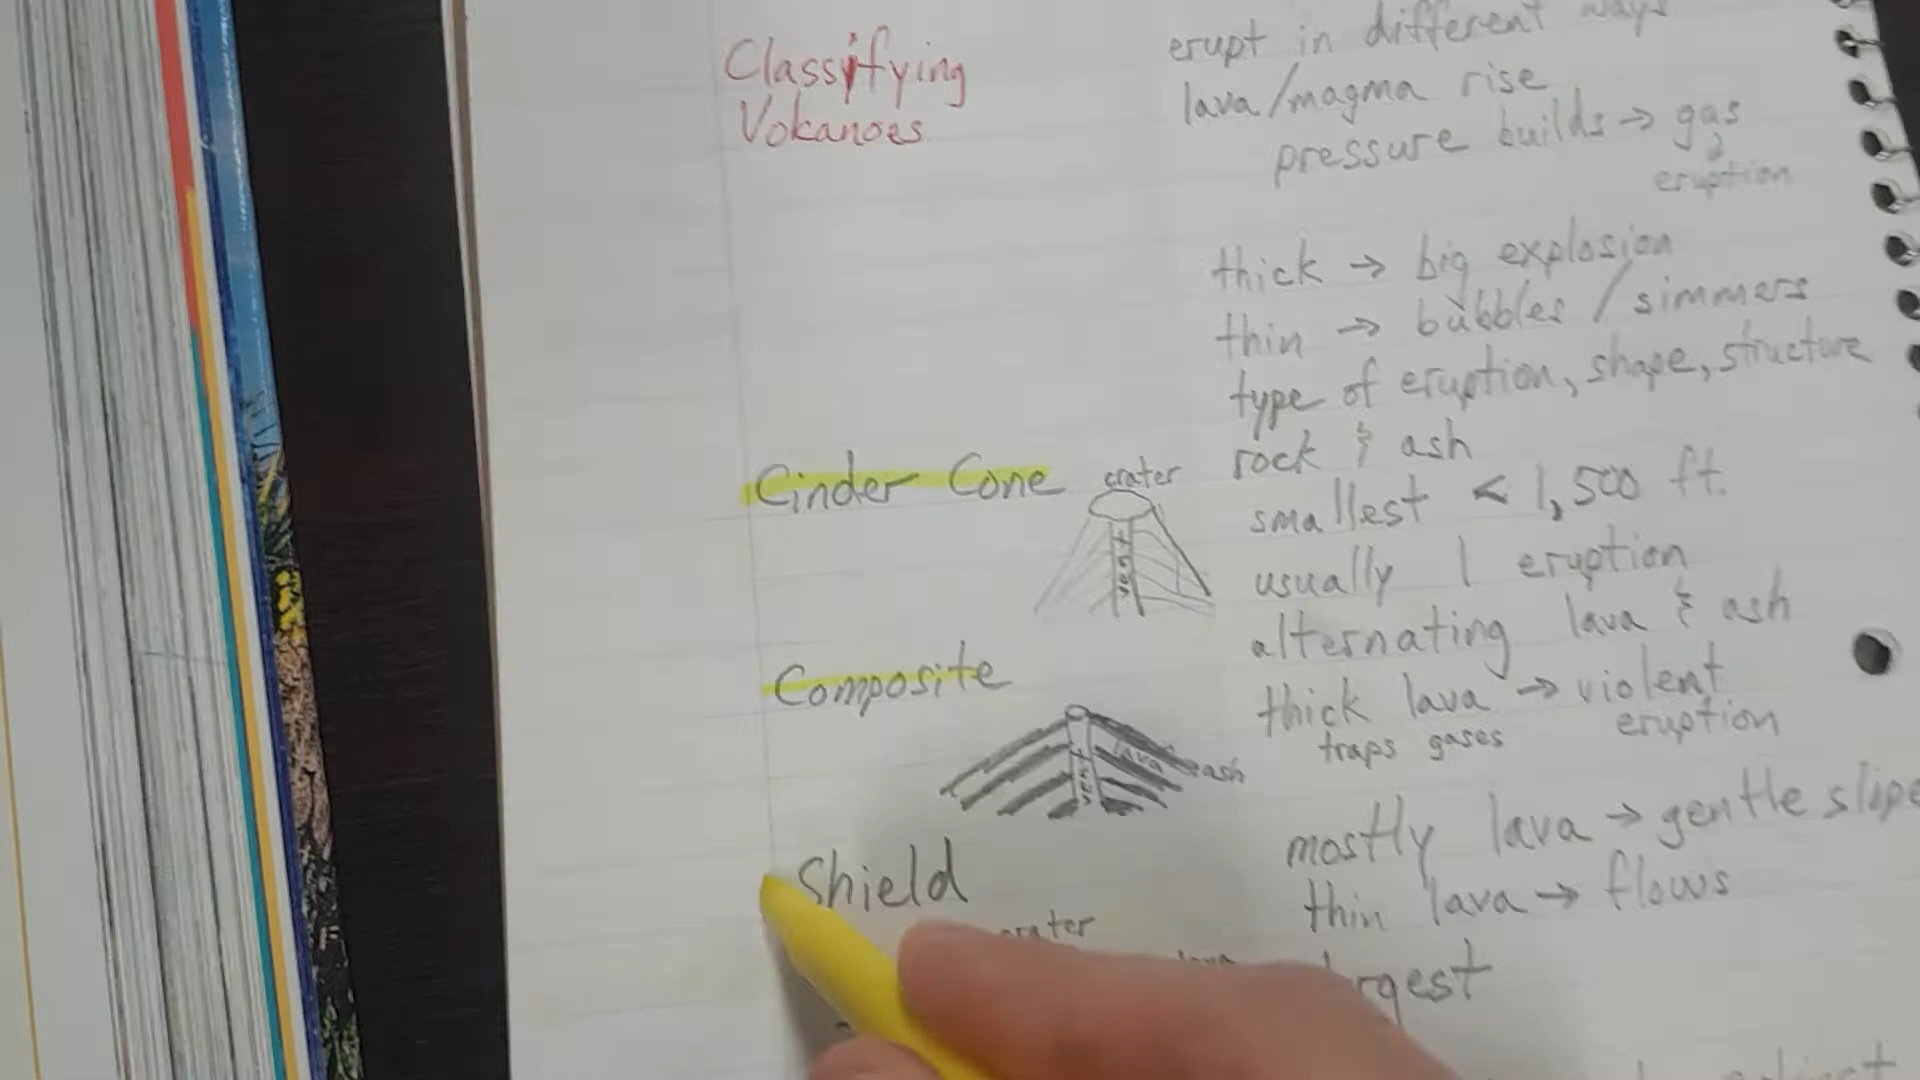 Classifying
Volcanoes
erupt in different ways
lava/magma rise
pressure builds → gas
eruption
thick → big explosion
thin → bubbles / simmers
type of eruption, shape, structure
Cinder Cone
crater
rock & ash
smallest < 1,500 ft.
usually 1 eruption
Composite
lava
ash
alternating lava & ash
thick lava → violent
eruption
traps gases
Shield
mostly lava → gentle slope
thin lava → flows